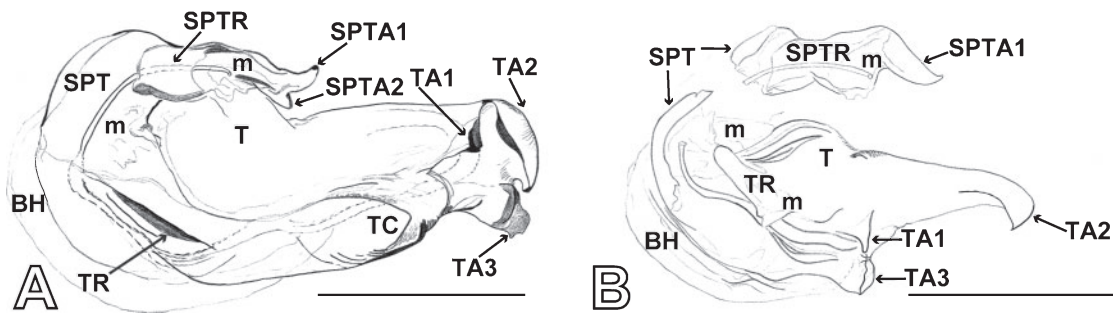 SPTR
SPTA1
SPT
m
SPTA2
TA1
TA2
m
T
BH
TC
TR
TA3
A
SPT
SPTR
m
SPTA1
m
T
TR
m
BH
TA1
TA2
TA3
B